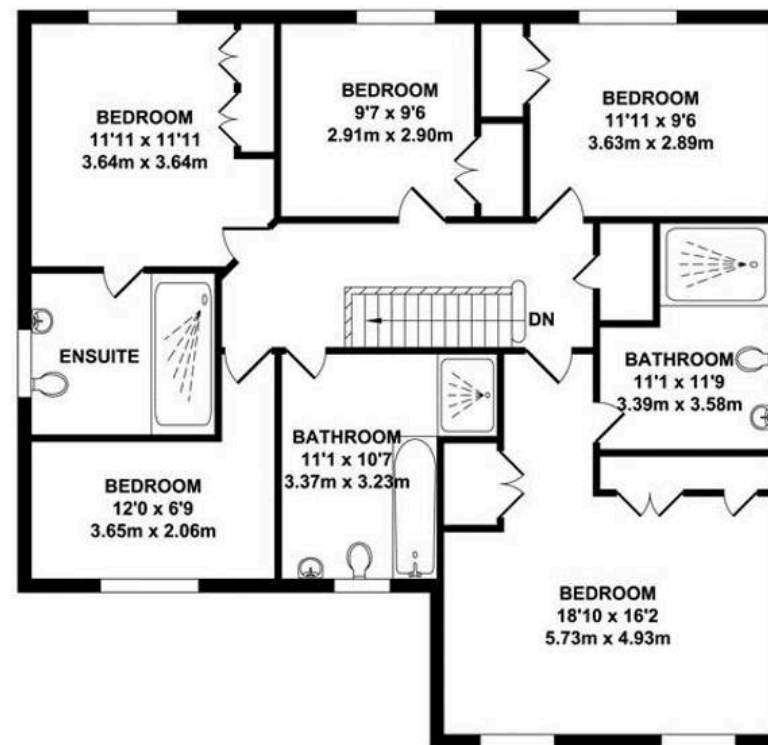 BEDROOM
11'11 x 11'11
3.64m x 3.64m
BEDROOM
9'7 x 9'6
2.91m x 2.90m
BEDROOM
11'11 x 9'6
3.63m x 2.89m
DN
ENSUITE
BATHROOM
11'1 x 11'9
3.39m x 3.58m
BATHROOM
11'1 x 10'7
3.37m x 3.23m
BEDROOM
12'0 x 6'9
3.65m x 2.06m
BEDROOM
18'10 x 16'2
5.73m x 4.93m